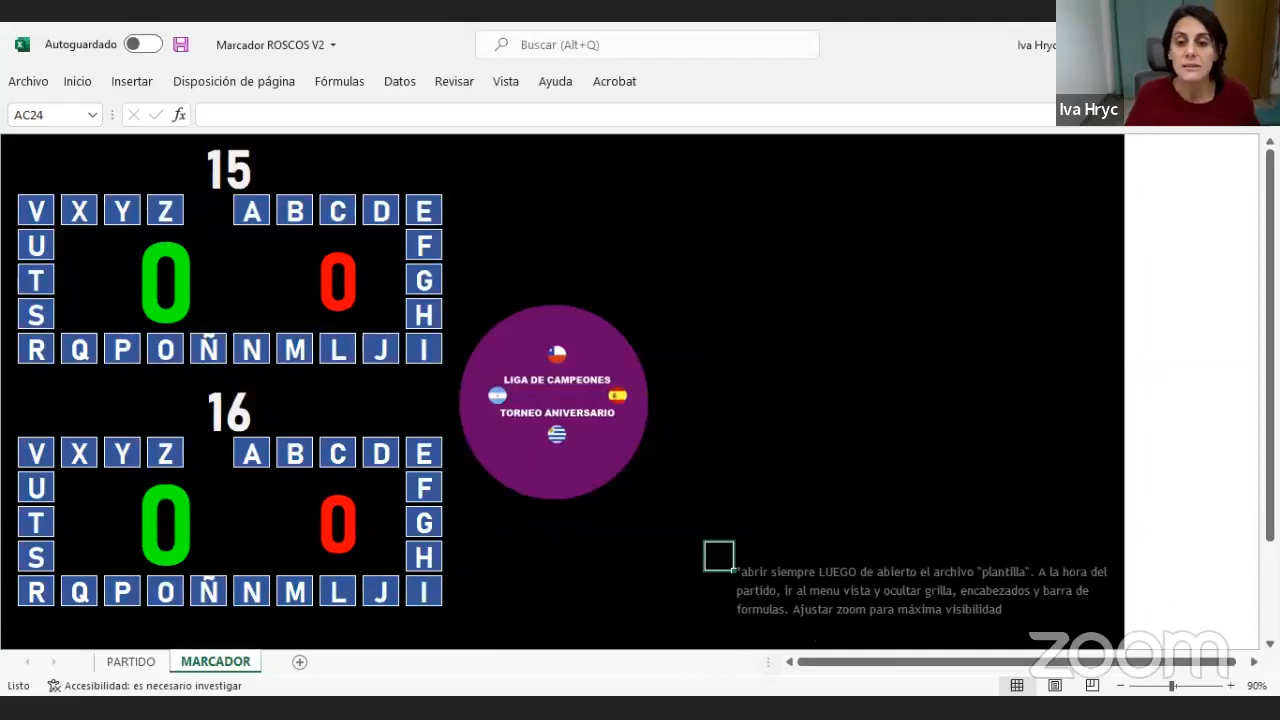 Autoguardado
Marcador ROSCOS V2
Buscar (Alt+Q)
Iva Hryc
Archivo Inicio Insertar Disposición de página Fórmulas Datos Revisar Vista Ayuda Acrobat
Iva Hryc
AC24
fx
15
V X Y Z A B C D E
U F
T 0 0 G
S H
R Q P O Ñ N M L J I
LIGA DE CAMPEONES
TORNEO ANIVERSARIO
16
V X Y Z A B C D E
U F
T 0 0 G
S H
R Q P O Ñ N M L J I
"abrir siempre LUEGO de abierto el archivo "plantilla". A la hora del
partido, ir al menu vista y ocultar grilla, encabezados y barra de
formulas. Ajustar zoom para máxima visibilidad
zoom
PARTIDO MARCADOR
Listo
Accesibilidad: es necesario investigar
90%